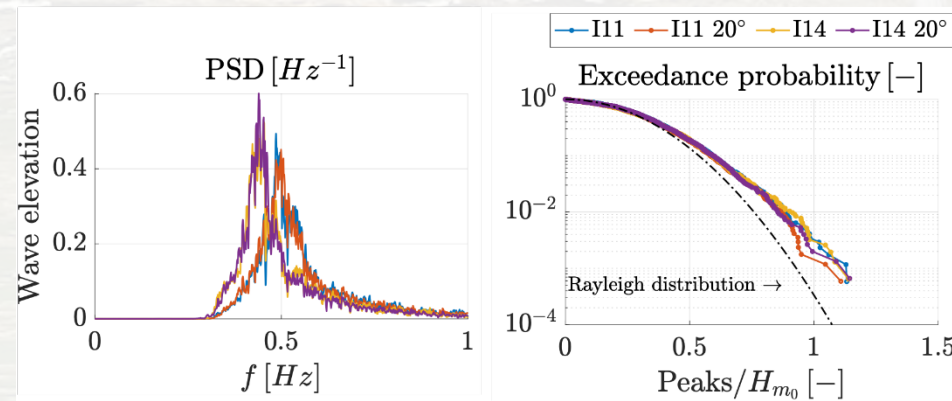 I11 I11 20° I14 I14 20°
PSD [Hz⁻¹]
Wave elevation
0.6
0.4
0.2
0
0 0.5 1
f [Hz]
Exceedance probability [−]
10⁰
10⁻²
10⁻⁴
Rayleigh distribution →
0 0.5 1 1.5
Peaks/Hₘ₀ [−]